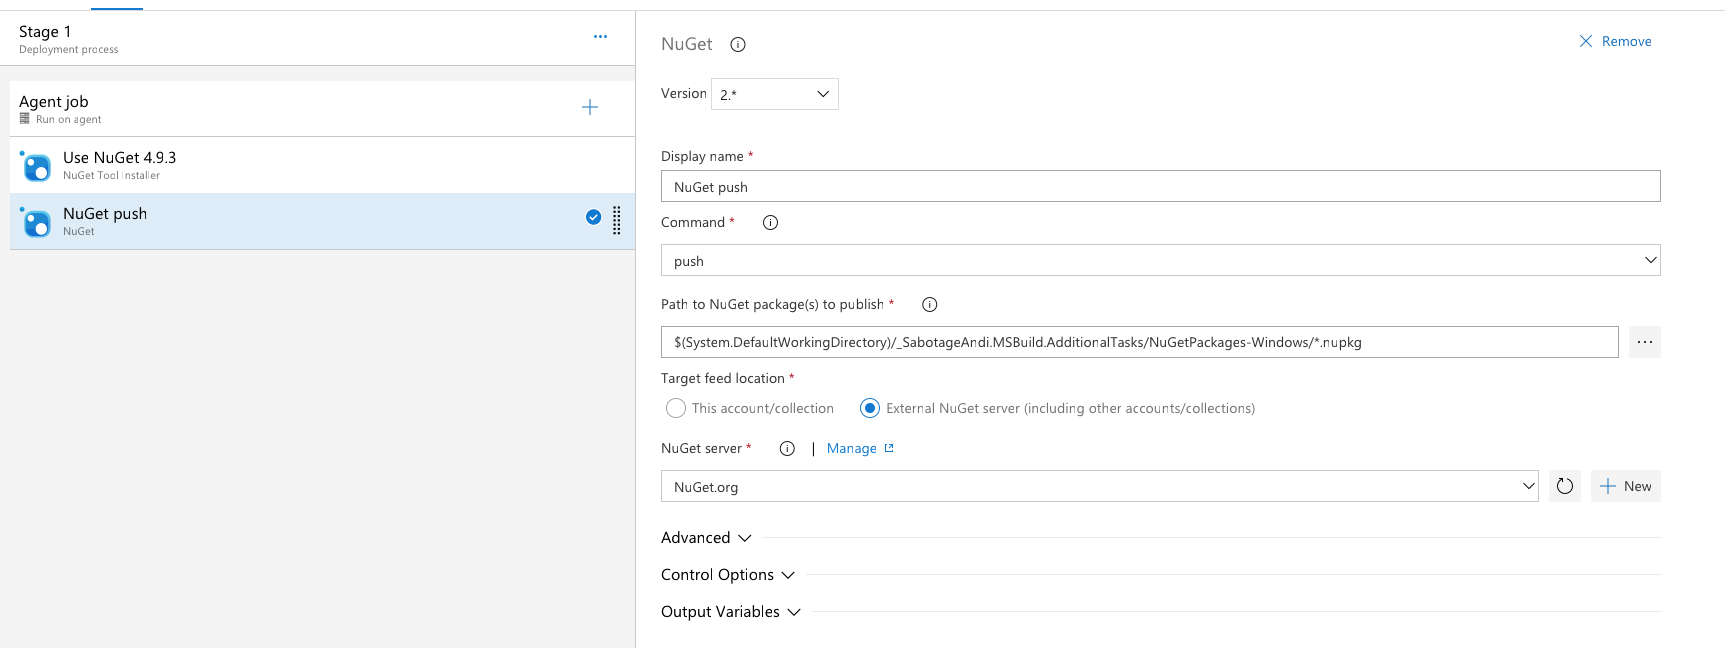 Stage 1
Deployment process
Agent job
Run on agent
Use NuGet 4.9.3
NuGet Tool Installer
NuGet push
NuGet
NuGet
Remove
Version
2.*
Display name *
NuGet push
Command *
push
Path to NuGet package(s) to publish *
$(System.DefaultWorkingDirectory)/_SabotageAndi.MSBuild.AdditionalTasks/NuGetPackages-Windows/*.nupkg
Target feed location *
This account/collection
External NuGet server (including other accounts/collections)
NuGet server *
| Manage
NuGet.org
New
Advanced
Control Options
Output Variables